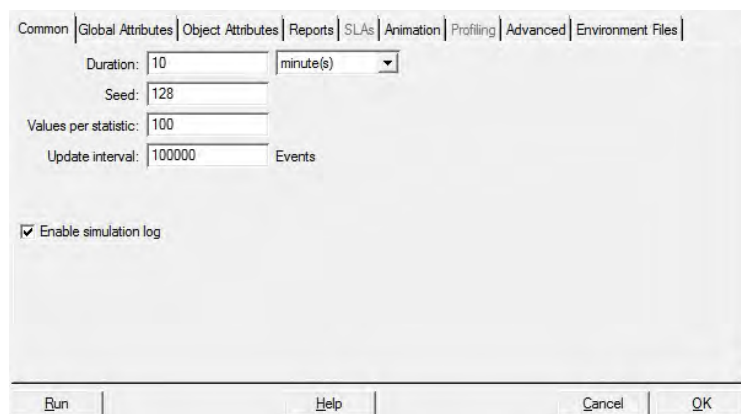 Common Global Attributes Object Attributes Reports SLAs Animation Profiling Advanced Environment Files
Duration: 10 minute(s)
Seed: 128
Values per statistic: 100
Update interval: 100000 Events
Enable simulation log
Run Help Cancel OK